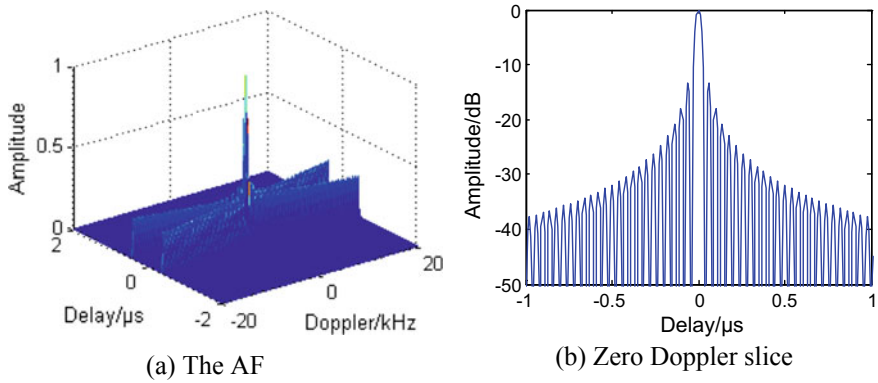 1
0.5
0
Amplitude
2
0
-2
Delay/μs
-20
0
20
Doppler/kHz
(a) The AF
0
-10
-20
-30
-40
-50
Amplitude/dB
-1
-0.5
0
0.5
1
Delay/μs
(b) Zero Doppler slice